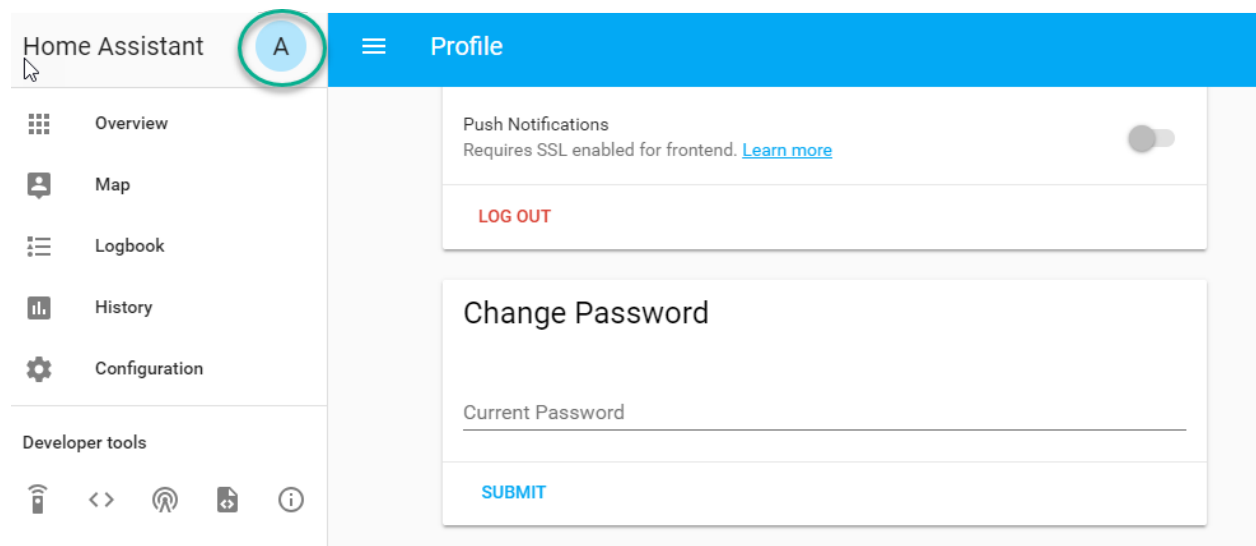 Home Assistant
A
Profile
Overview
Map
Logbook
History
Configuration
Developer tools
Push Notifications
Requires SSL enabled for frontend. Learn more
LOG OUT
Change Password
Current Password
SUBMIT